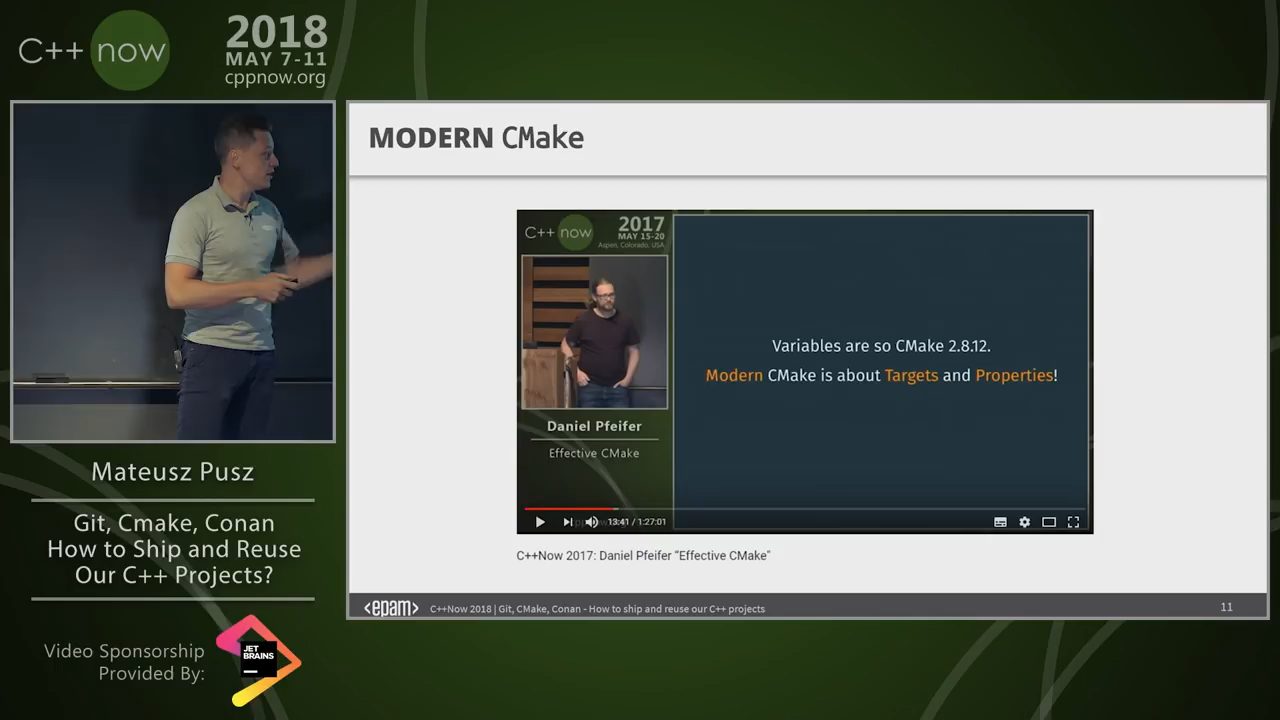 C++ now
2018
MAY 7-11
cppnow.org
Mateusz Pusz
Git, Cmake, Conan
How to Ship and Reuse
Our C++ Projects?
Video Sponsorship
Provided By:
JET
BRAINS
MODERN CMake
C++ now
2017
MAY 15-20
Aspen, Colorado, USA
Daniel Pfeifer
Effective CMake
Variables are so CMake 2.8.12.
Modern CMake is about Targets and Properties!
13:41 / 1:27:01
C++Now 2017: Daniel Pfeifer "Effective CMake"
<epam> C++Now 2018 | Git, CMake, Conan - How to ship and reuse our C++ projects
11